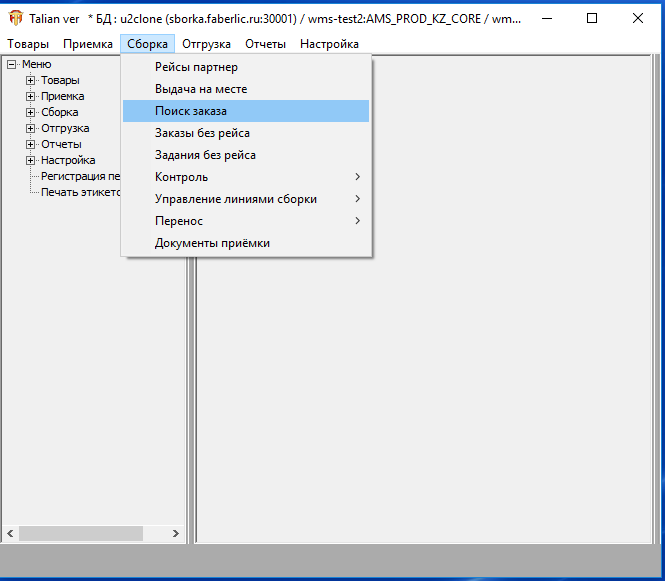 Talian ver * БД : u2clone (sborka.faberlic.ru:30001) / wms-test2:AMS_PROD_KZ_CORE / wm...
Товары Приемка Сборка Отгрузка Отчеты Настройка
Рейсы партнер
Выдача на месте
Поиск заказа
Заказы без рейса
Задания без рейса
Контроль
Управление линиями сборки
Перенос
Документы приёмки
Меню
Товары
Приемка
Сборка
Отгрузка
Отчеты
Настройка
Регистрация пе
Печать этикето